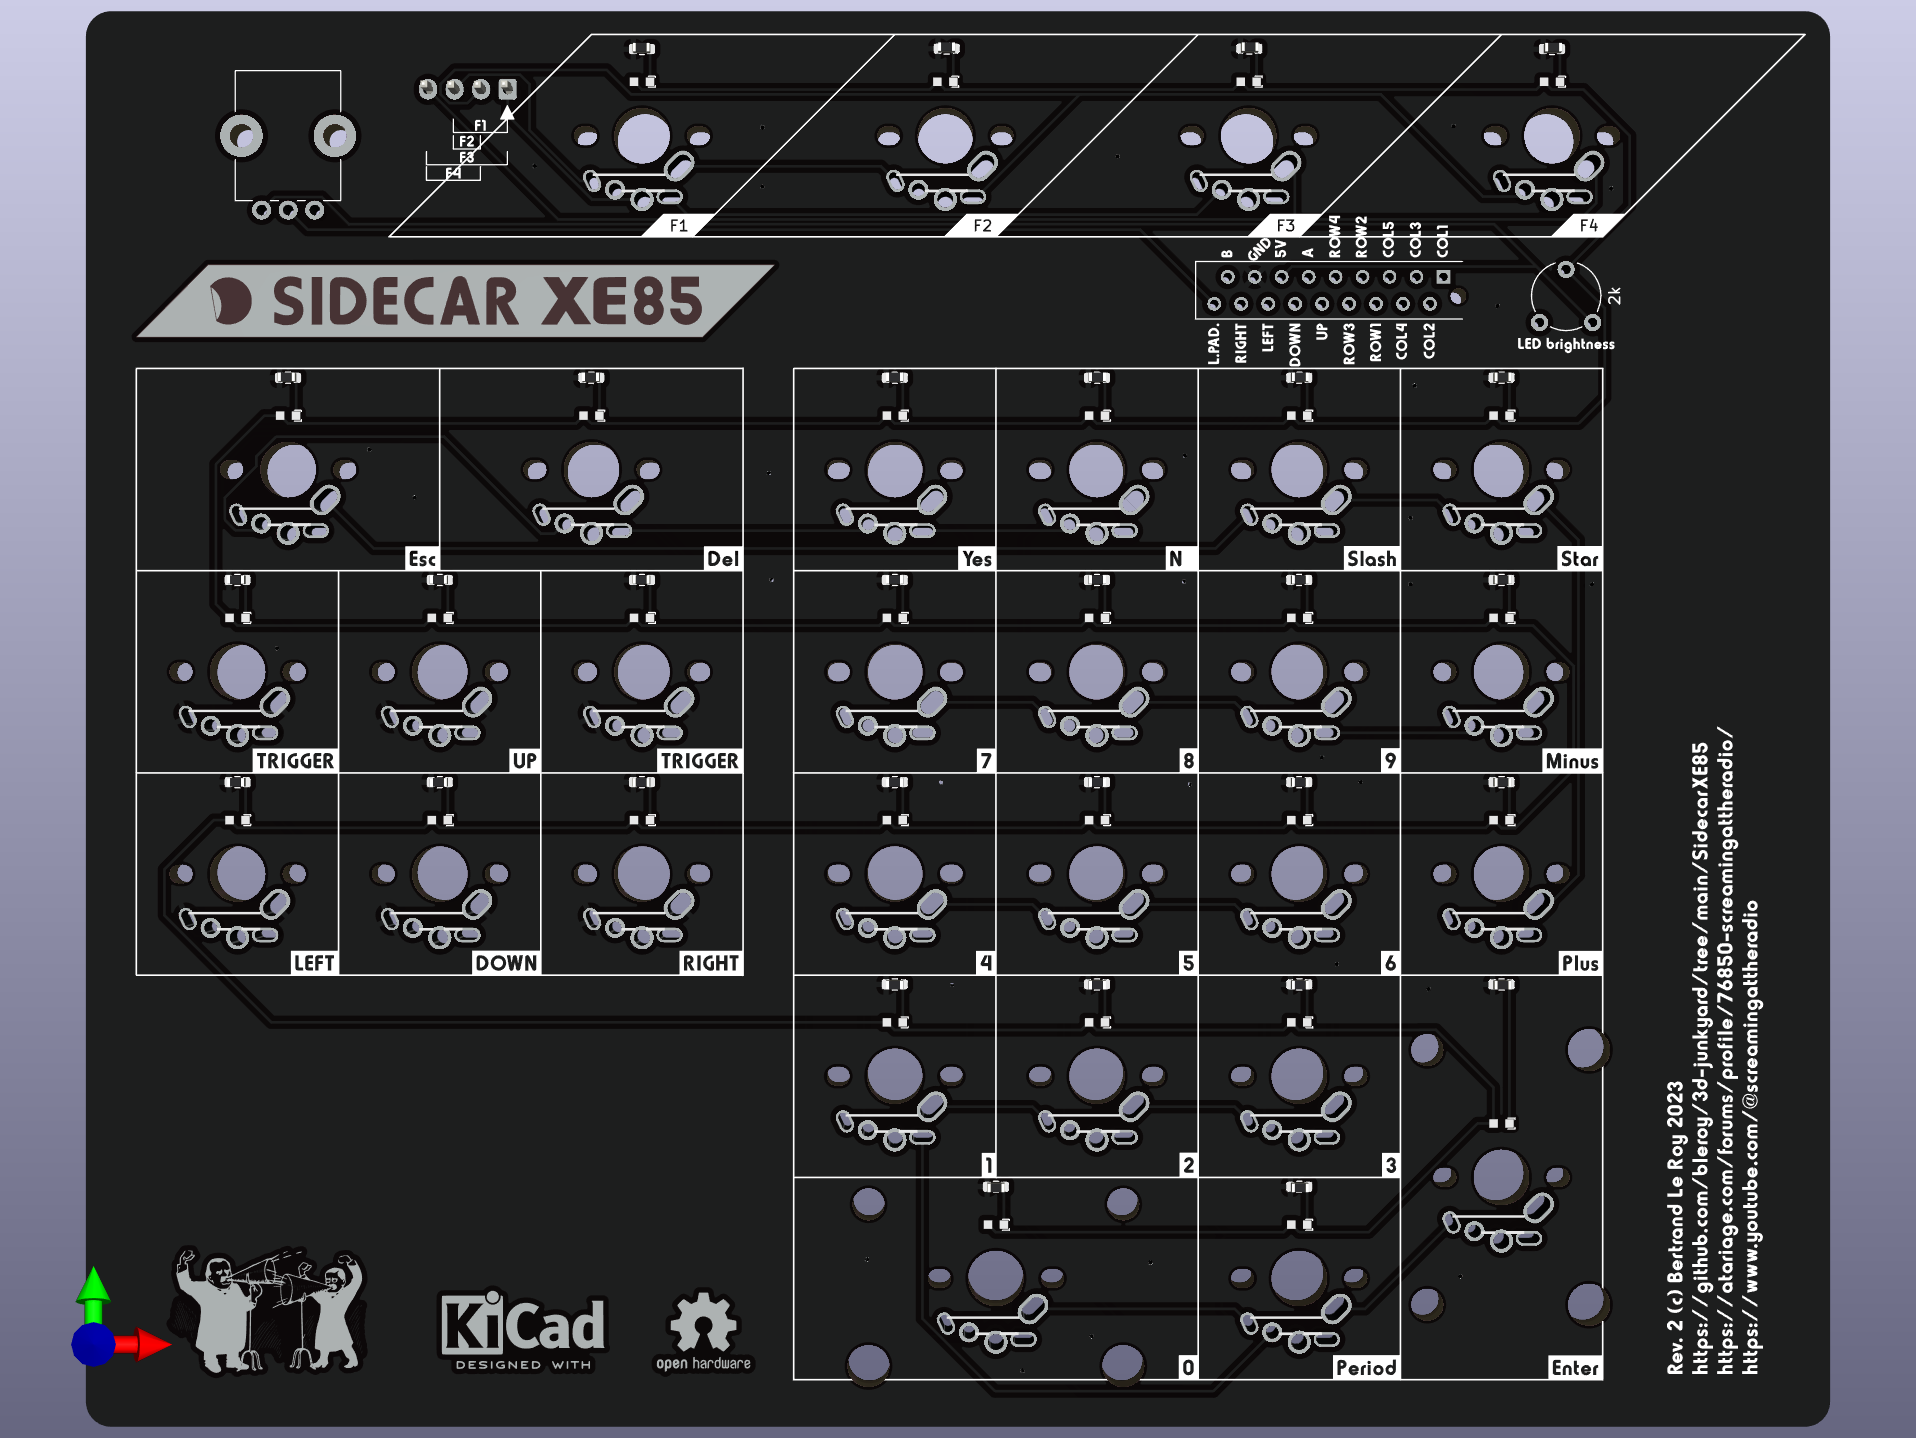 F1
F2
F3
F4
F1
F2
F3
F4
B
GND
5V
A
ROW4
ROW2
COL5
COL3
COL1
L.PAD.
RIGHT
LEFT
DOWN
UP
ROW3
ROW1
COL4
COL2
2k
LED brightness
SIDECAR XE85
Esc
Del
Yes
N
Slash
Star
TRIGGER
UP
TRIGGER
7
8
9
Minus
LEFT
DOWN
RIGHT
4
5
6
Plus
1
2
3
0
Period
Enter
KiCad
DESIGNED WITH
open hardware
Rev. 2 (c) Bertrand Le Roy 2023
https://github.com/bleroy/3d-junkyard/tree/main/SidecarXE85
https://atariage.com/forums/profile/76850-screamingattheradio/
https://www.youtube.com/@screamingattheradio